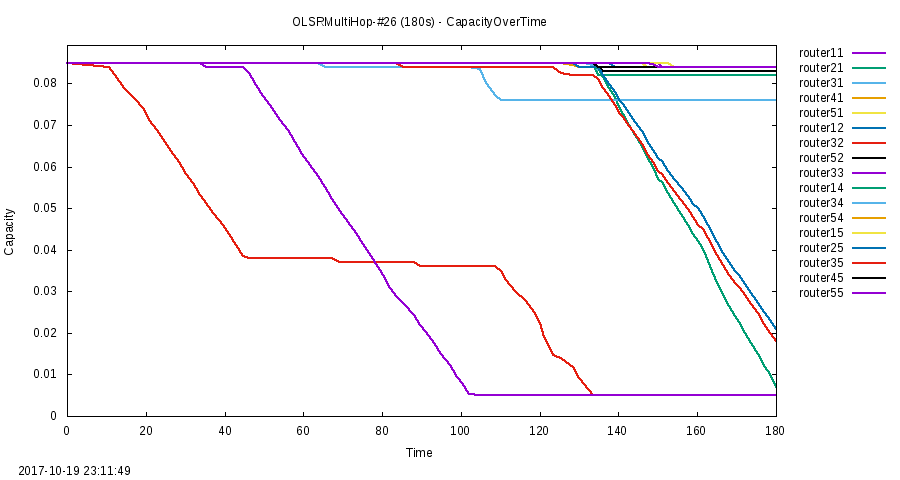 OLSRMultiHop-#26 (180s) - CapacityOverTime
router11
router21
router31
router41
router51
router12
router32
router52
router33
router14
router34
router54
router15
router25
router35
router45
router55
Capacity
0.08
0.07
0.06
0.05
0.04
0.03
0.02
0.01
0
0 20 40 60 80 100 120 140 160 180
Time
2017-10-19 23:11:49